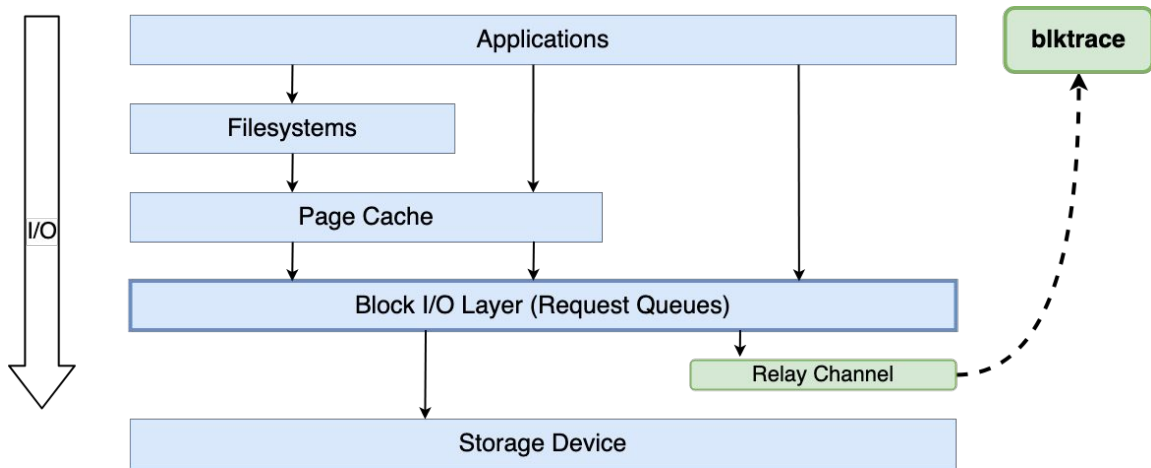 Applications
blktrace
Filesystems
Page Cache
I/O
Block I/O Layer (Request Queues)
Relay Channel
Storage Device